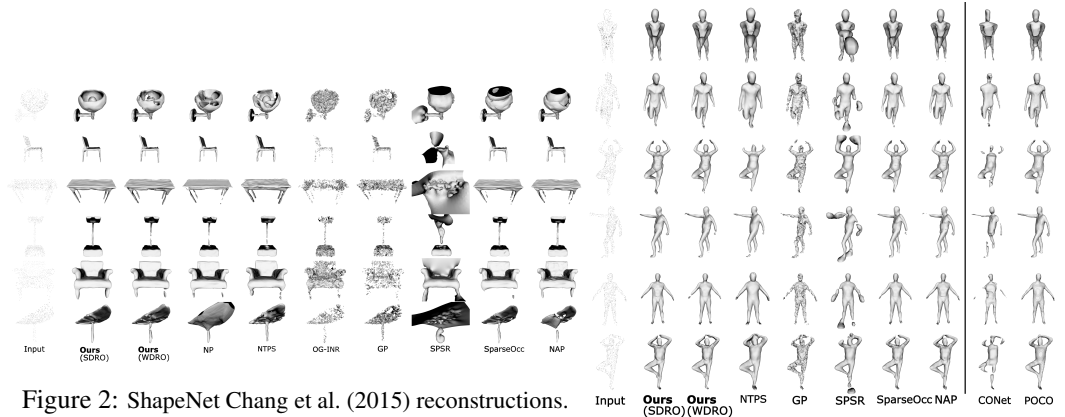 Input Ours Ours NP NTPS OG-INR GP SPSR SparseOcc NAP
(SDRO) (WDRO)
Figure 2: ShapeNet Chang et al. (2015) reconstructions.
Input Ours Ours NTPS GP SPSR SparseOcc NAP CONet POCO
(SDRO) (WDRO)